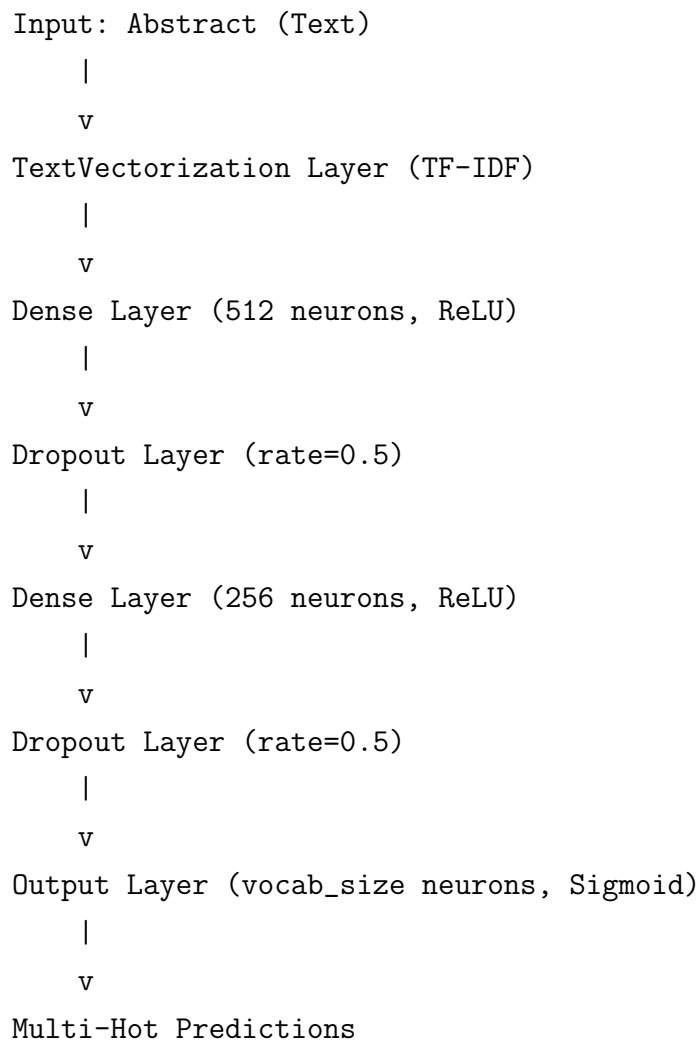 Input: Abstract (Text)
|
v
TextVectorization Layer (TF-IDF)
|
v
Dense Layer (512 neurons, ReLU)
|
v
Dropout Layer (rate=0.5)
|
v
Dense Layer (256 neurons, ReLU)
|
v
Dropout Layer (rate=0.5)
|
v
Output Layer (vocab_size neurons, Sigmoid)
|
v
Multi-Hot Predictions